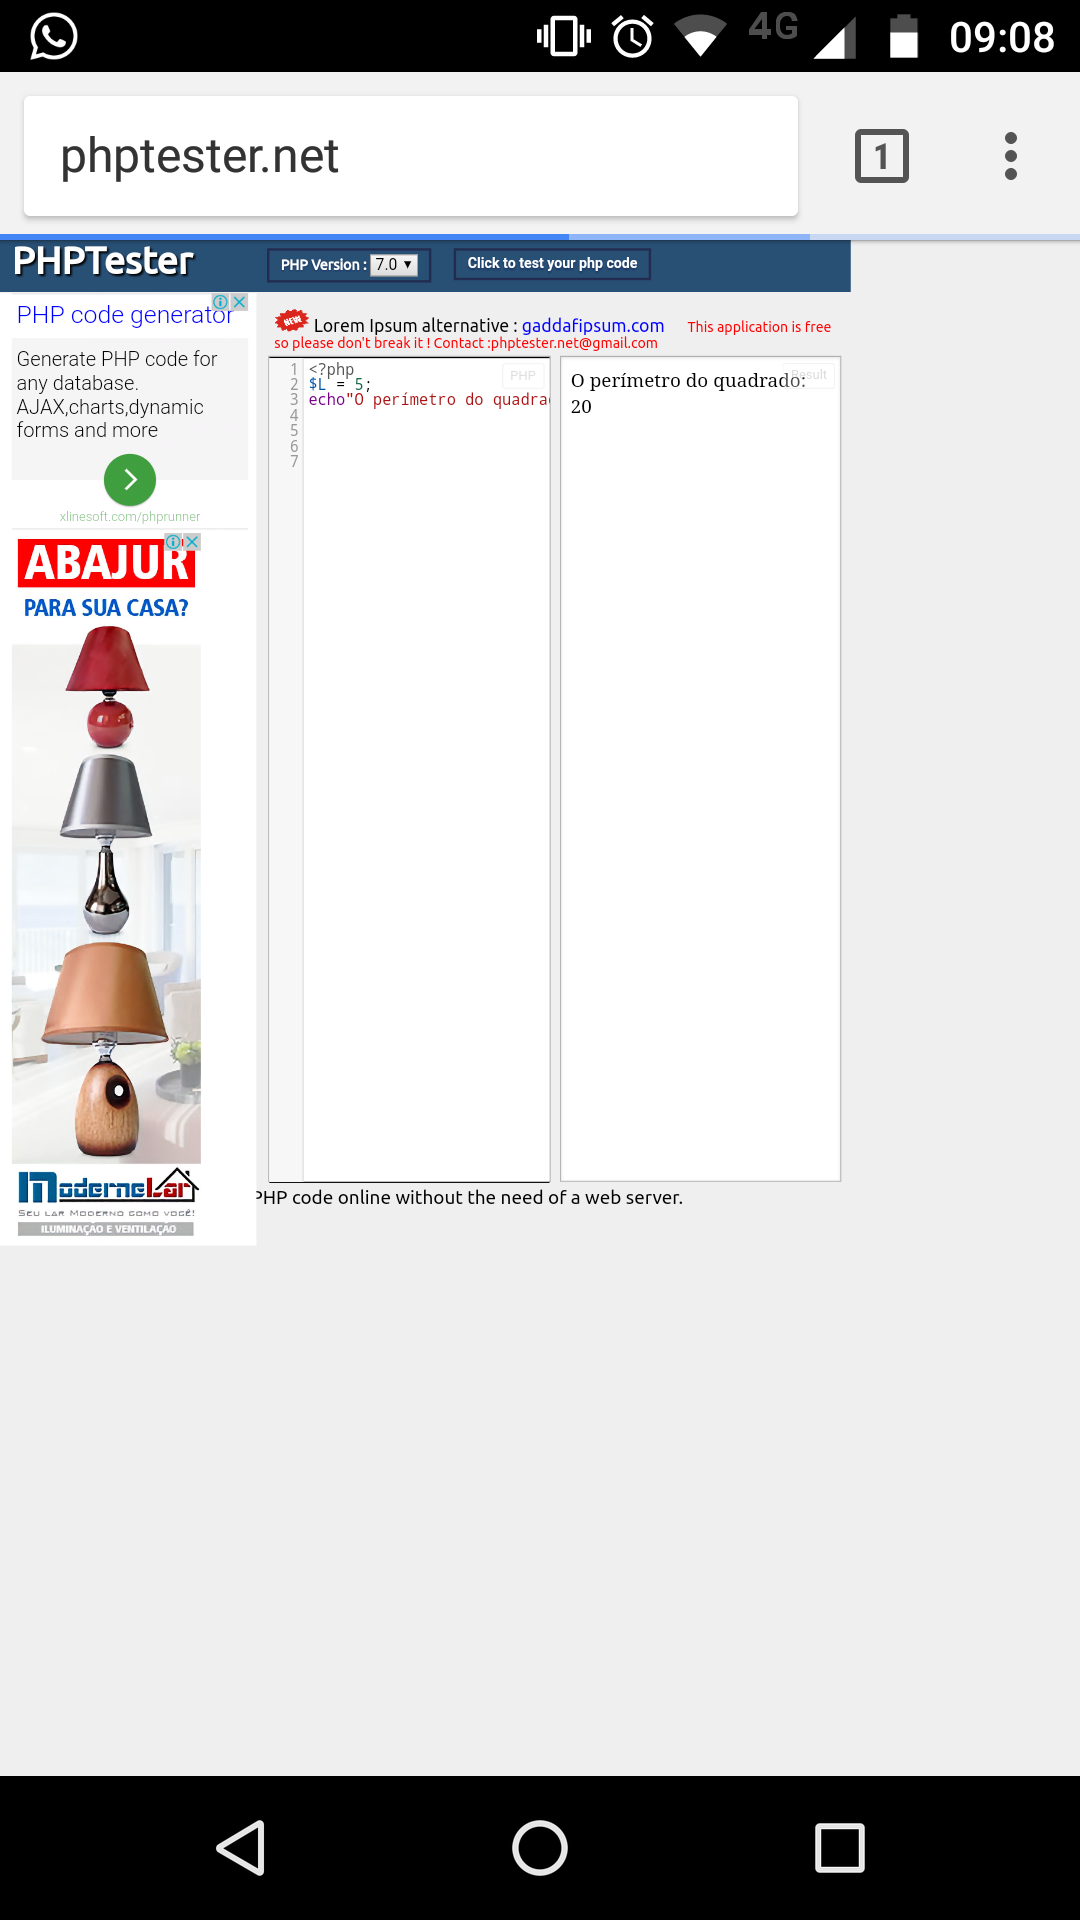 4G 09:08
phptester.net
1
PHPTester
PHP Version : 7.0
Click to test your php code
PHP code generator
Generate PHP code for
any database.
AJAX,charts,dynamic
forms and more
xlinesoft.com/phprunner
ABAJUR
PARA SUA CASA?
ModerneLar
SEU LAR MODERNO COMO VOCÊ!
ILUMINAÇÃO E VENTILAÇÃO
NEW Lorem Ipsum alternative : gaddafipsum.com This application is free
so please don't break it ! Contact :phptester.net@gmail.com
PHP
1 <?php
2 $L = 5;
3 echo"O perímetro do quadrad
4
5
6
7
Result
O perímetro do quadrado:
20
PHP code online without the need of a web server.